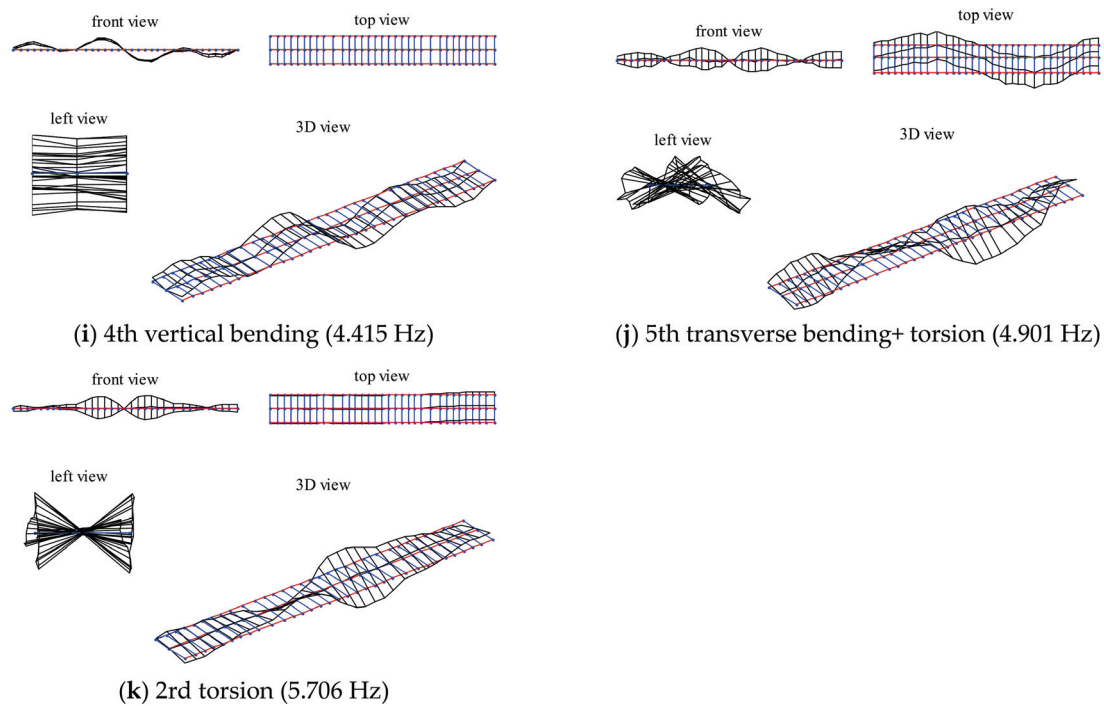 front view
top view
left view
3D view
(i) 4th vertical bending (4.415 Hz)
front view
top view
left view
3D view
(j) 5th transverse bending+ torsion (4.901 Hz)
front view
top view
left view
3D view
(k) 2rd torsion (5.706 Hz)